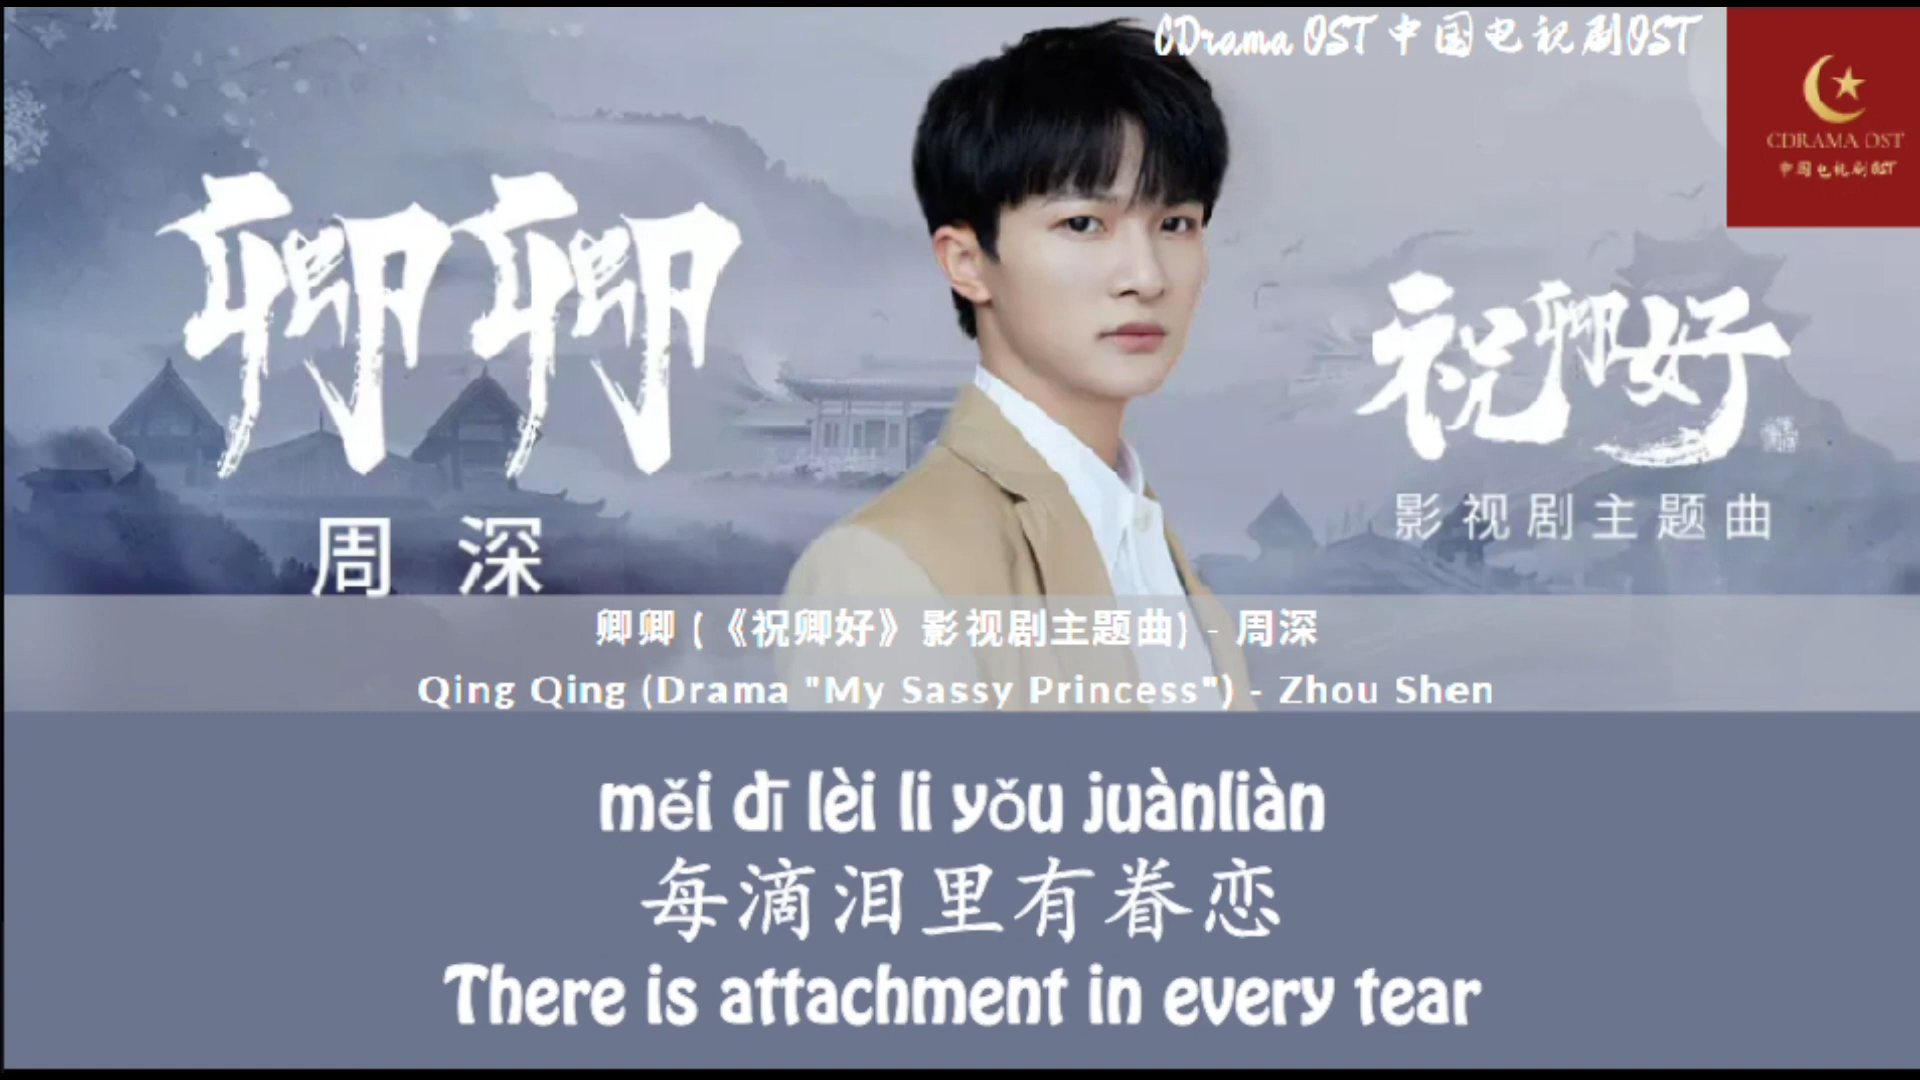 CDrama OST 中国电视剧OST
CDRAMA OST
中国电视剧OST
卿卿
周深
祝卿好
影视剧主题曲
卿卿 (《祝卿好》影视剧主题曲) - 周深
Qing Qing (Drama "My Sassy Princess") - Zhou Shen
měi dī lèi li yǒu juànliàn
每滴泪里有眷恋
There is attachment in every tear